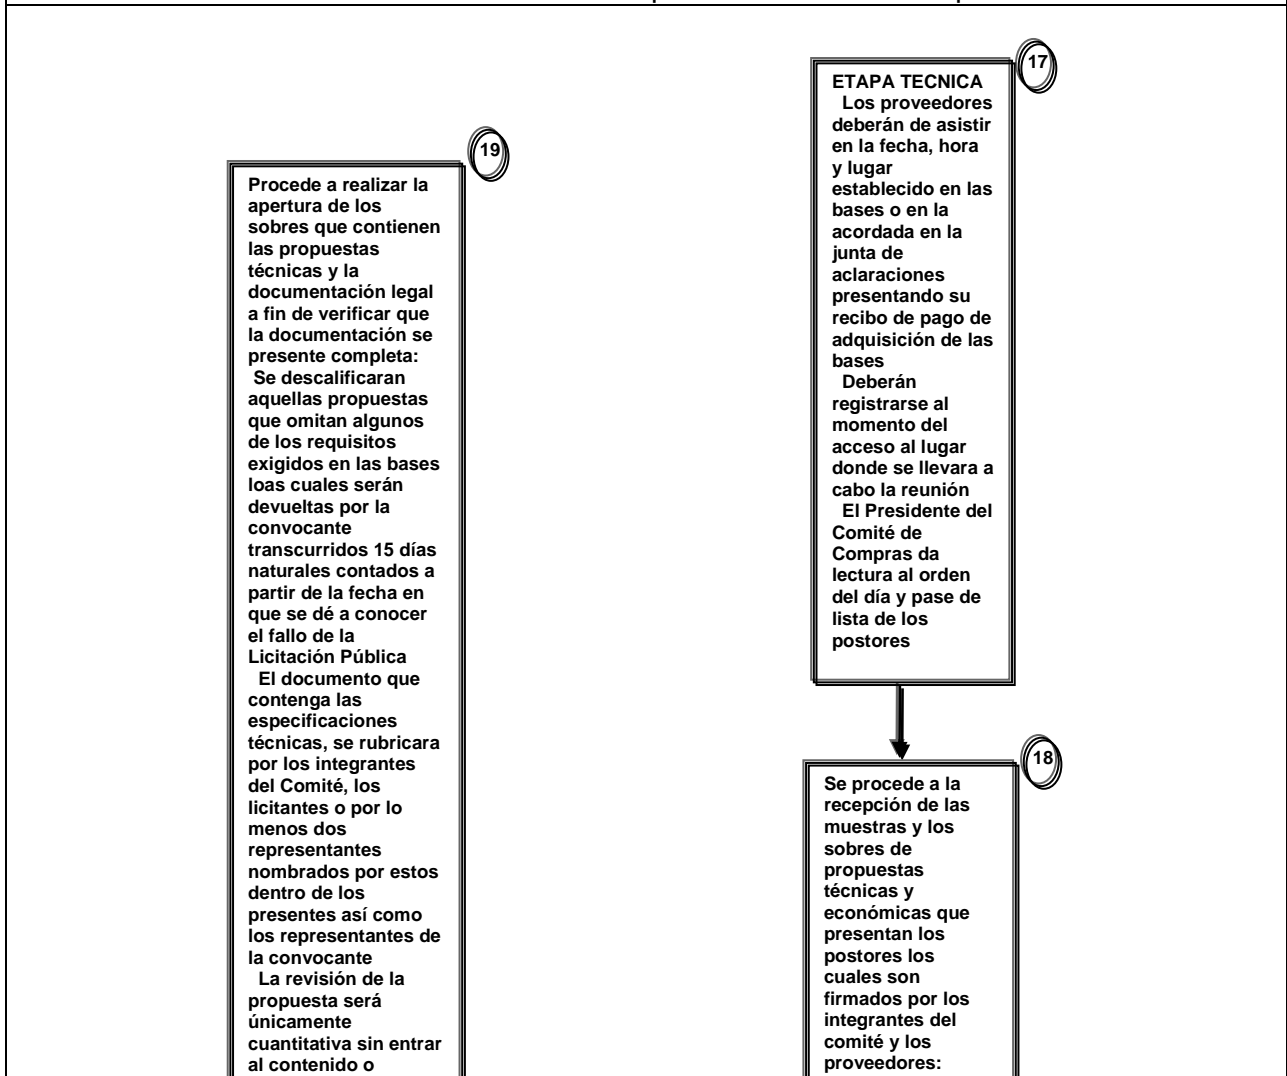 17
ETAPA TECNICA
Los proveedores
deberán de asistir
en la fecha, hora
y lugar
establecido en las
bases o en la
acordada en la
junta de
aclaraciones
presentando su
recibo de pago de
adquisición de las
bases
Deberán
registrarse al
momento del
acceso al lugar
donde se llevara a
cabo la reunión
El Presidente del
Comité de
Compras da
lectura al orden
del día y pase de
lista de los
postores
18
Se procede a la
recepción de las
muestras y los
sobres de
propuestas
técnicas y
económicas que
presentan los
postores los
cuales son
firmados por los
integrantes del
comité y los
proveedores:
19
Procede a realizar la
apertura de los
sobres que contienen
las propuestas
técnicas y la
documentación legal
a fin de verificar que
la documentación se
presente completa:
Se descalificaran
aquellas propuestas
que omitan algunos
de los requisitos
exigidos en las bases
loas cuales serán
devueltas por la
convocante
transcurridos 15 días
naturales contados a
partir de la fecha en
que se dé a conocer
el fallo de la
Licitación Pública
El documento que
contenga las
especificaciones
técnicas, se rubricara
por los integrantes
del Comité, los
licitantes o por lo
menos dos
representantes
nombrados por estos
dentro de los
presentes así como
los representantes de
la convocante
La revisión de la
propuesta será
únicamente
cuantitativa sin entrar
al contenido o